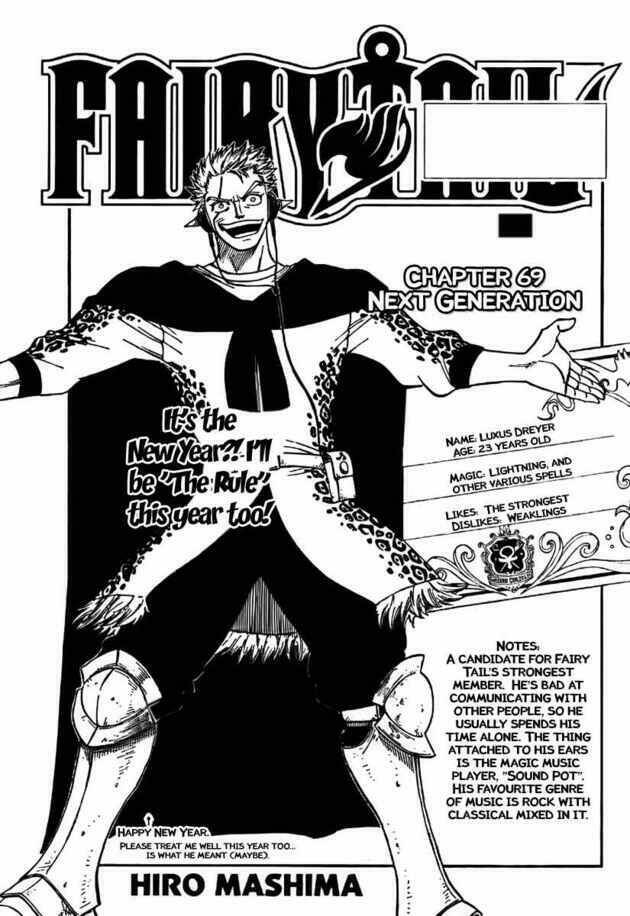 FAIRY TAIL
CHAPTER 69
NEXT GENERATION
It's the
New Year?! I'll
be "The Rule"
this year too!
NAME: LUXUS DREYER
AGE: 23 YEARS OLD
MAGIC: LIGHTNING, AND
OTHER VARIOUS SPELLS
LIKES: THE STRONGEST
DISLIKES: WEAKLINGS
NOTES:
A CANDIDATE FOR FAIRY
TAIL'S STRONGEST
MEMBER. HE'S BAD AT
COMMUNICATING WITH
OTHER PEOPLE, SO HE
USUALLY SPENDS HIS
TIME ALONE. THE THING
ATTACHED TO HIS EARS
IS THE MAGIC MUSIC
PLAYER, "SOUND POT".
HIS FAVOURITE GENRE
OF MUSIC IS ROCK WITH
CLASSICAL MIXED IN IT.
HAPPY NEW YEAR.
PLEASE TREAT ME WELL THIS YEAR TOO...
IS WHAT HE MEANT (MAYBE).
HIRO MASHIMA